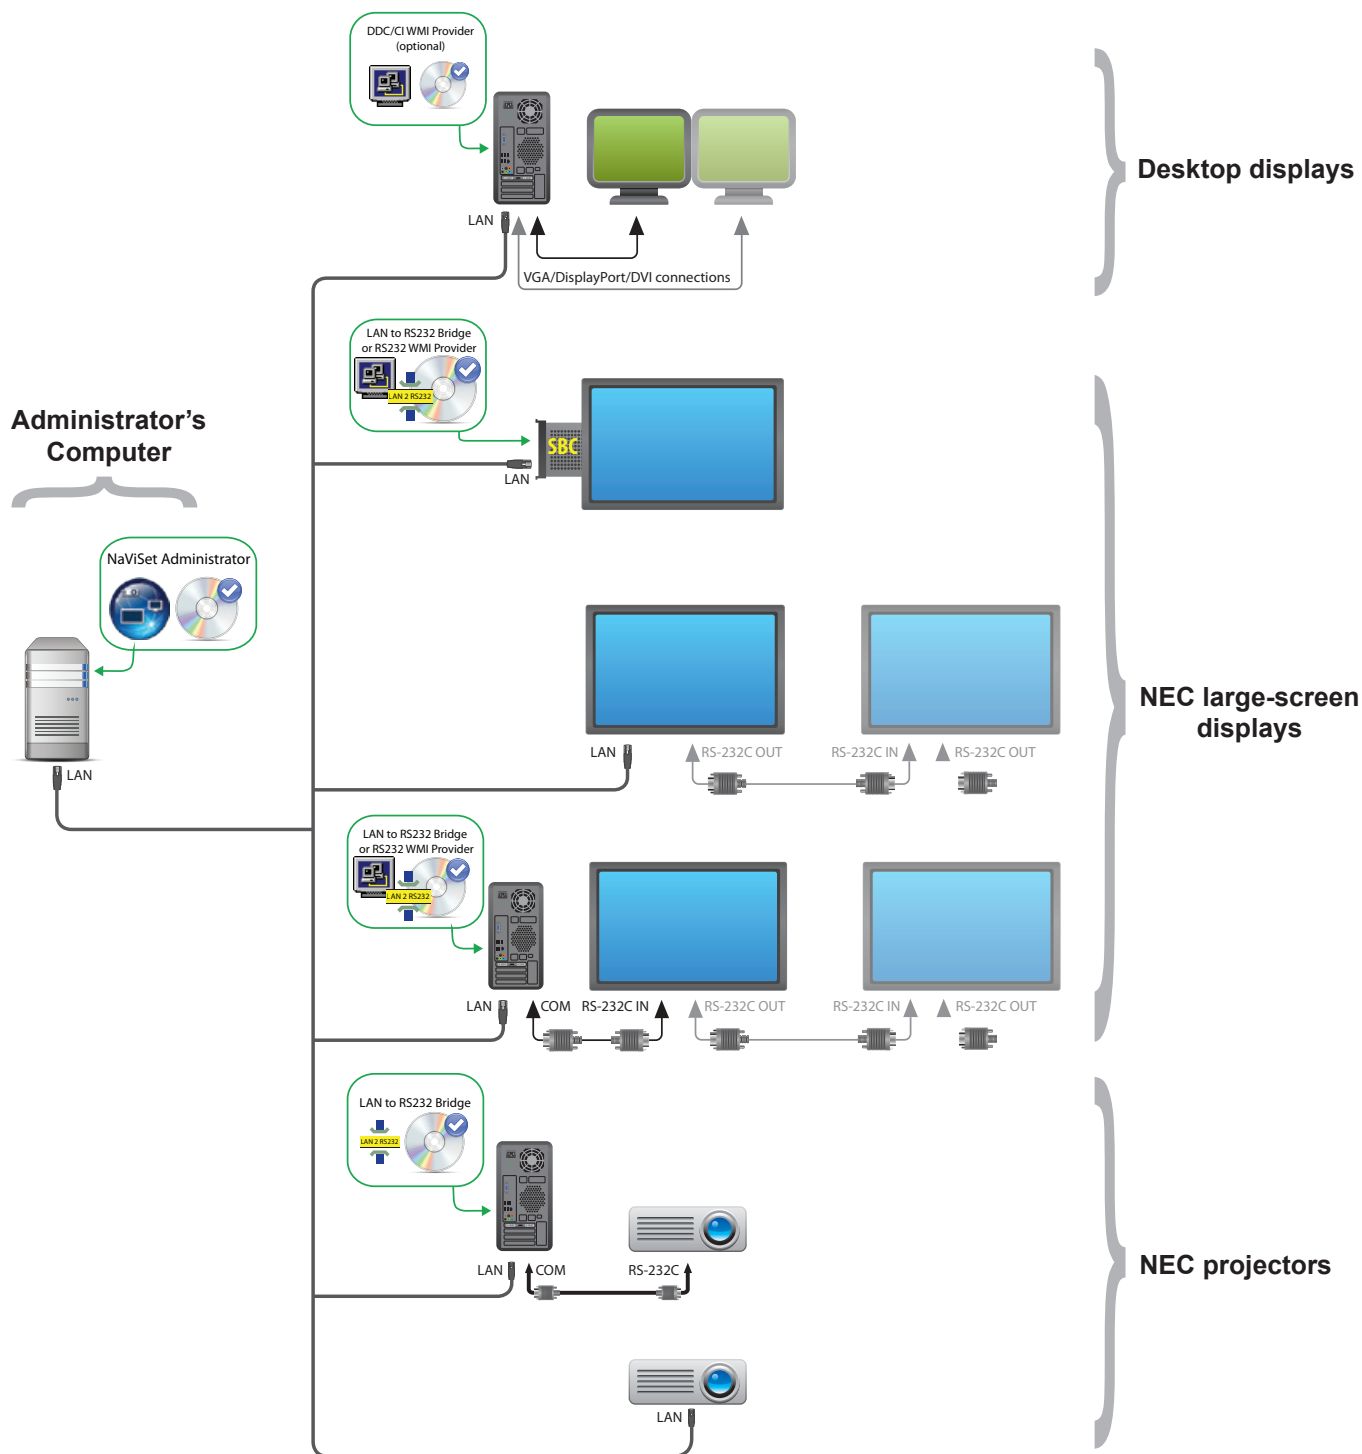 DDC/CI WMI Provider
(optional)
LAN
VGA/DisplayPort/DVI connections
Desktop displays
LAN to RS232 Bridge
or RS232 WMI Provider
LAN 2 RS232
SBC
LAN
Administrator's
Computer
NaViSet Administrator
LAN
NEC large-screen
displays
LAN
RS-232C OUT
RS-232C IN
RS-232C OUT
LAN to RS232 Bridge
or RS232 WMI Provider
LAN 2 RS232
LAN
COM
RS-232C IN
RS-232C OUT
RS-232C IN
RS-232C OUT
LAN to RS232 Bridge
LAN 2 RS232
LAN
COM
RS-232C
NEC projectors
LAN